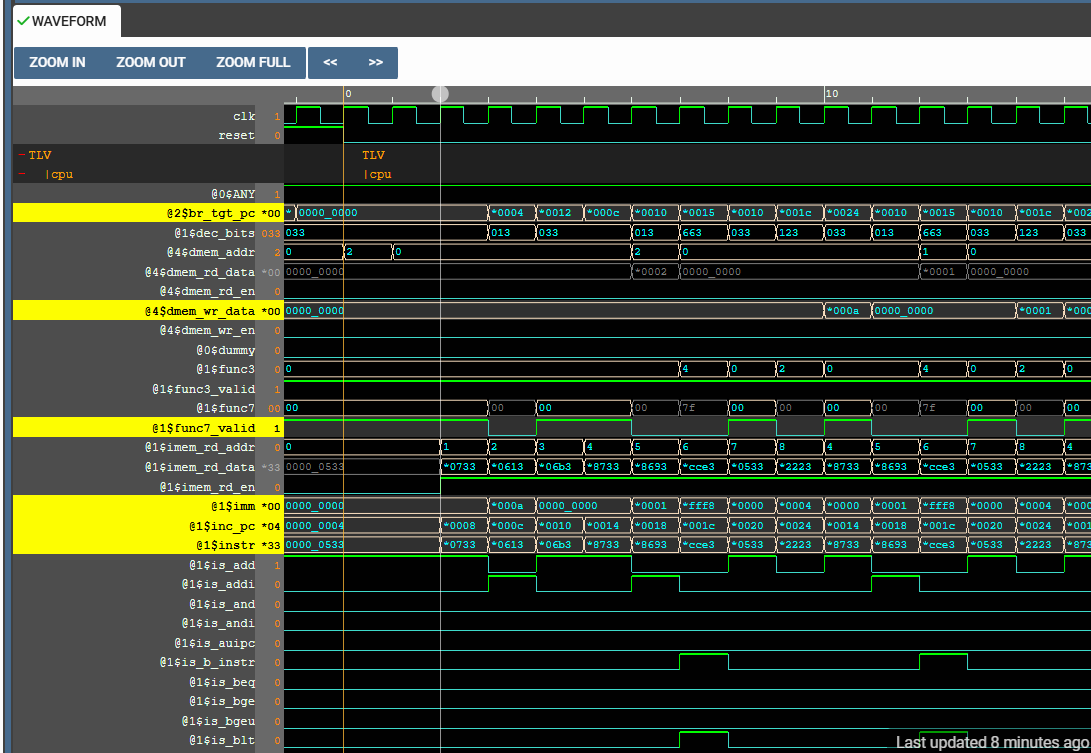 WAVEFORM
ZOOM IN ZOOM OUT ZOOM FULL << >>
0 10
clk 1
reset 0
TLV TLV
|cpu |cpu
@0$ANY 1
@2$br_tgt_pc *00 * 0000_0000 *0004 *0012 *000c *0010 *0015 *0010 *001c *0024 *0010 *0015 *0010 *001c *002
@1$dec_bits 033 033 013 033 013 663 033 123 033 013 663 033 123 033
@4$dmem_addr 2 0 2 0 2 0 1 0
@4$dmem_rd_data *00 0000_0000 *0002 0000_0000 *0001 0000_0000
@4$dmem_rd_en 0
@4$dmem_wr_data *00 0000_0000 *000a 0000_0000 *0001 *000
@4$dmem_wr_en 0
@0$dummy 0
@1$func3 0 0 4 0 2 0 4 0 2 0
@1$func3_valid 1
@1$func7 00 00 00 00 00 7f 00 00 00 00 7f 00 00 00
@1$func7_valid 1
@1$imem_rd_addr 0 0 1 2 3 4 5 6 7 8 4 5 6 7 8 4
@1$imem_rd_data *33 0000_0533 *0733 *0613 *06b3 *8733 *8693 *cce3 *0533 *2223 *8733 *8693 *cce3 *0533 *2223 *873
@1$imem_rd_en 0
@1$imm *00 0000_0000 *000a 0000_0000 *0001 *fff8 *0000 *0004 *0000 *0001 *fff8 *0000 *0004 *000
@1$inc_pc *04 0000_0004 *0008 *000c *0010 *0014 *0018 *001c *0020 *0024 *0014 *0018 *001c *0020 *0024 *001
@1$instr *33 0000_0533 *0733 *0613 *06b3 *8733 *8693 *cce3 *0533 *2223 *8733 *8693 *cce3 *0533 *2223 *873
@1$is_add 1
@1$is_addi 0
@1$is_and 0
@1$is_andi 0
@1$is_auipc 0
@1$is_b_instr 0
@1$is_beq 0
@1$is_bge 0
@1$is_bgeu 0
@1$is_blt 0
Last updated 8 minutes ago